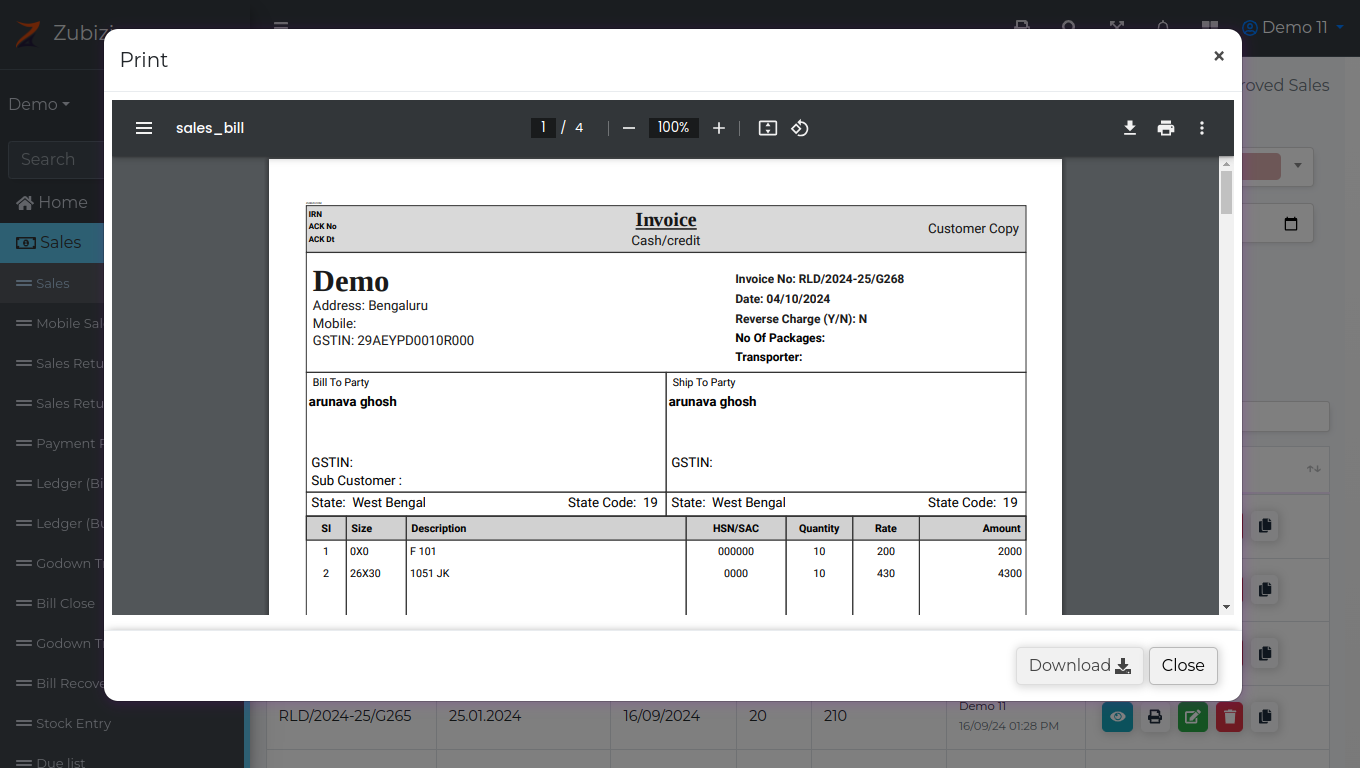 Zubizi
Demo 11
Print
×
Demo
roved Sales
sales_bill
1 / 4
100%
Search
Home
Sales
Sales
Mobile Sal
Sales Retu
Sales Retu
Payment
Ledger (Bi
Ledger (Bu
Godown T
Bill Close
Godown T
Bill Recove
Stock Entry
Due list
IRN
ACK No
ACK Dt
Invoice
Cash/credit
Customer Copy
Demo
Address: Bengaluru
Mobile:
GSTIN: 29AEYPD0010R000
Invoice No: RLD/2024-25/G268
Date: 04/10/2024
Reverse Charge (Y/N): N
No Of Packages:
Transporter:
Bill To Party
arunava ghosh
GSTIN:
Sub Customer :
Ship To Party
arunava ghosh
GSTIN:
State: West Bengal State Code: 19 State: West Bengal State Code: 19
Sl Size Description HSN/SAC Quantity Rate Amount
1 0X0 F 101 000000 10 200 2000
2 26X30 1051 JK 0000 10 430 4300
Download
Close
RLD/2024-25/G265 25.01.2024 16/09/2024 20 210 Demo 11
16/09/24 01:28 PM